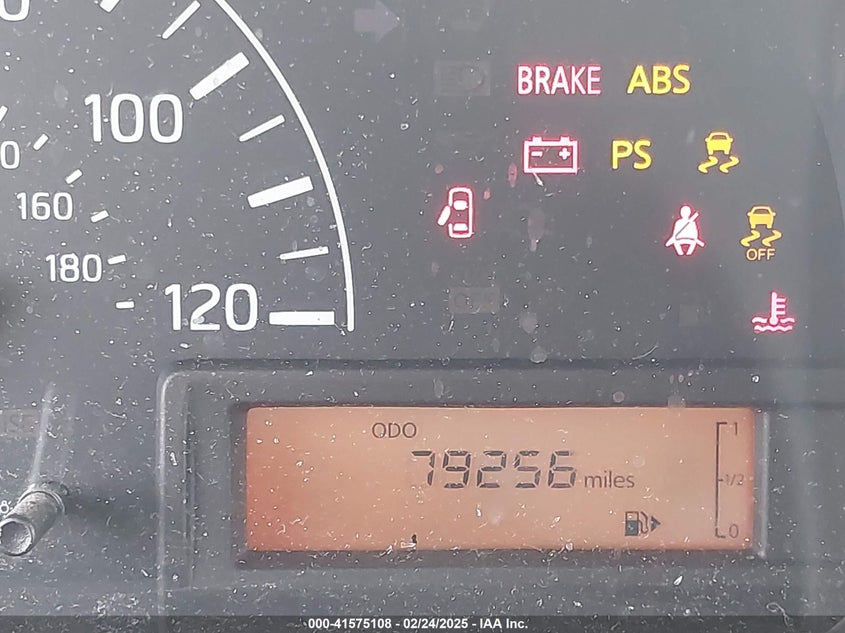 BRAKE ABS
100
PS
160
180
OFF
120
ODO
79256 miles
1
1/2
0
000-41575108 - 02/24/2025 - IAA Inc.